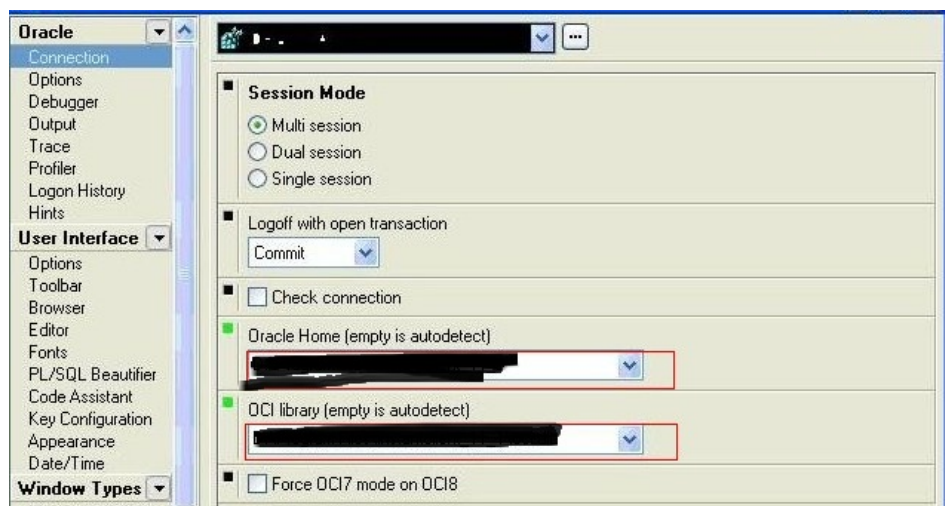 Oracle
Connection
Options
Debugger
Output
Trace
Profiler
Logon History
Hints
User Interface
Options
Toolbar
Browser
Editor
Fonts
PL/SQL Beautifier
Code Assistant
Key Configuration
Appearance
Date/Time
Window Types
...
Session Mode
Multi session
Dual session
Single session
Logoff with open transaction
Commit
Check connection
Oracle Home (empty is autodetect)
OCI library (empty is autodetect)
Force OCI7 mode on OCI8